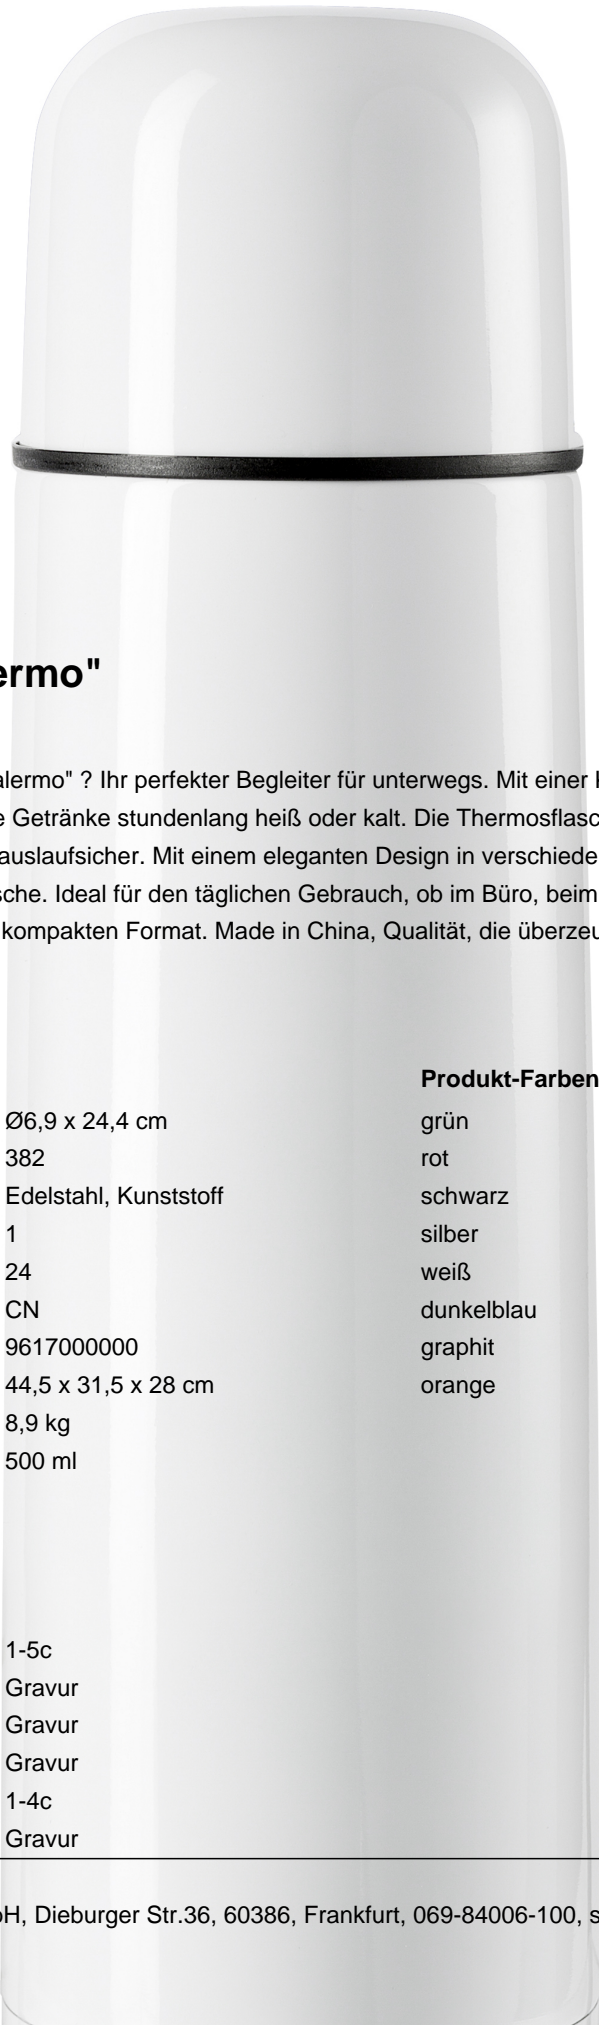 ermo"
alermo" ? Ihr perfekter Begleiter für unterwegs. Mit einer
e Getränke stundenlang heiß oder kalt. Die Thermosflasc
auslaufsicher. Mit einem eleganten Design in verschiede
sche. Ideal für den täglichen Gebrauch, ob im Büro, beim
kompakten Format. Made in China, Qualität, die überzeu
Produkt-Farben
Ø6,9 x 24,4 cm grün
382 rot
Edelstahl, Kunststoff schwarz
1 silber
24 weiß
CN dunkelblau
9617000000 graphit
44,5 x 31,5 x 28 cm orange
8,9 kg
500 ml
1-5c
Gravur
Gravur
Gravur
1-4c
Gravur
bH, Dieburger Str.36, 60386, Frankfurt, 069-84006-100, s